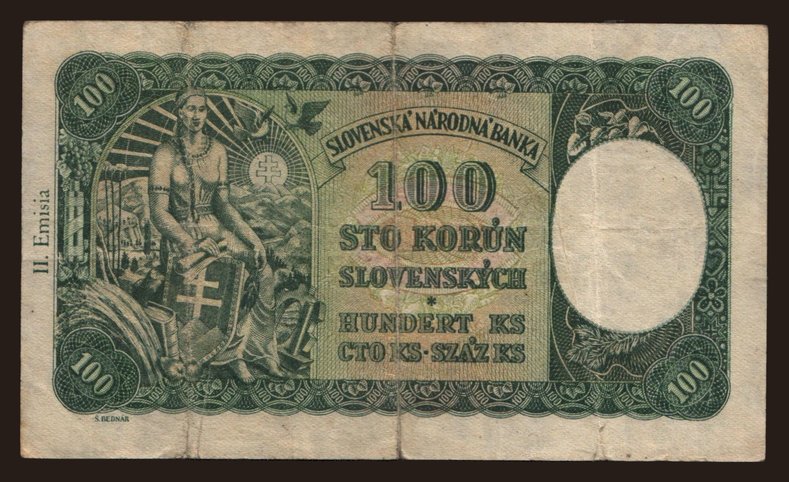 100
100
II. Emisia
SLOVENSKÁ NÁRODNÁ BANKA
100
STO KORÚN
SLOVENSKÝCH
*
HUNDERT KS
СТО KS · SZÁZ KS
100
100
Š. BEDNÁR